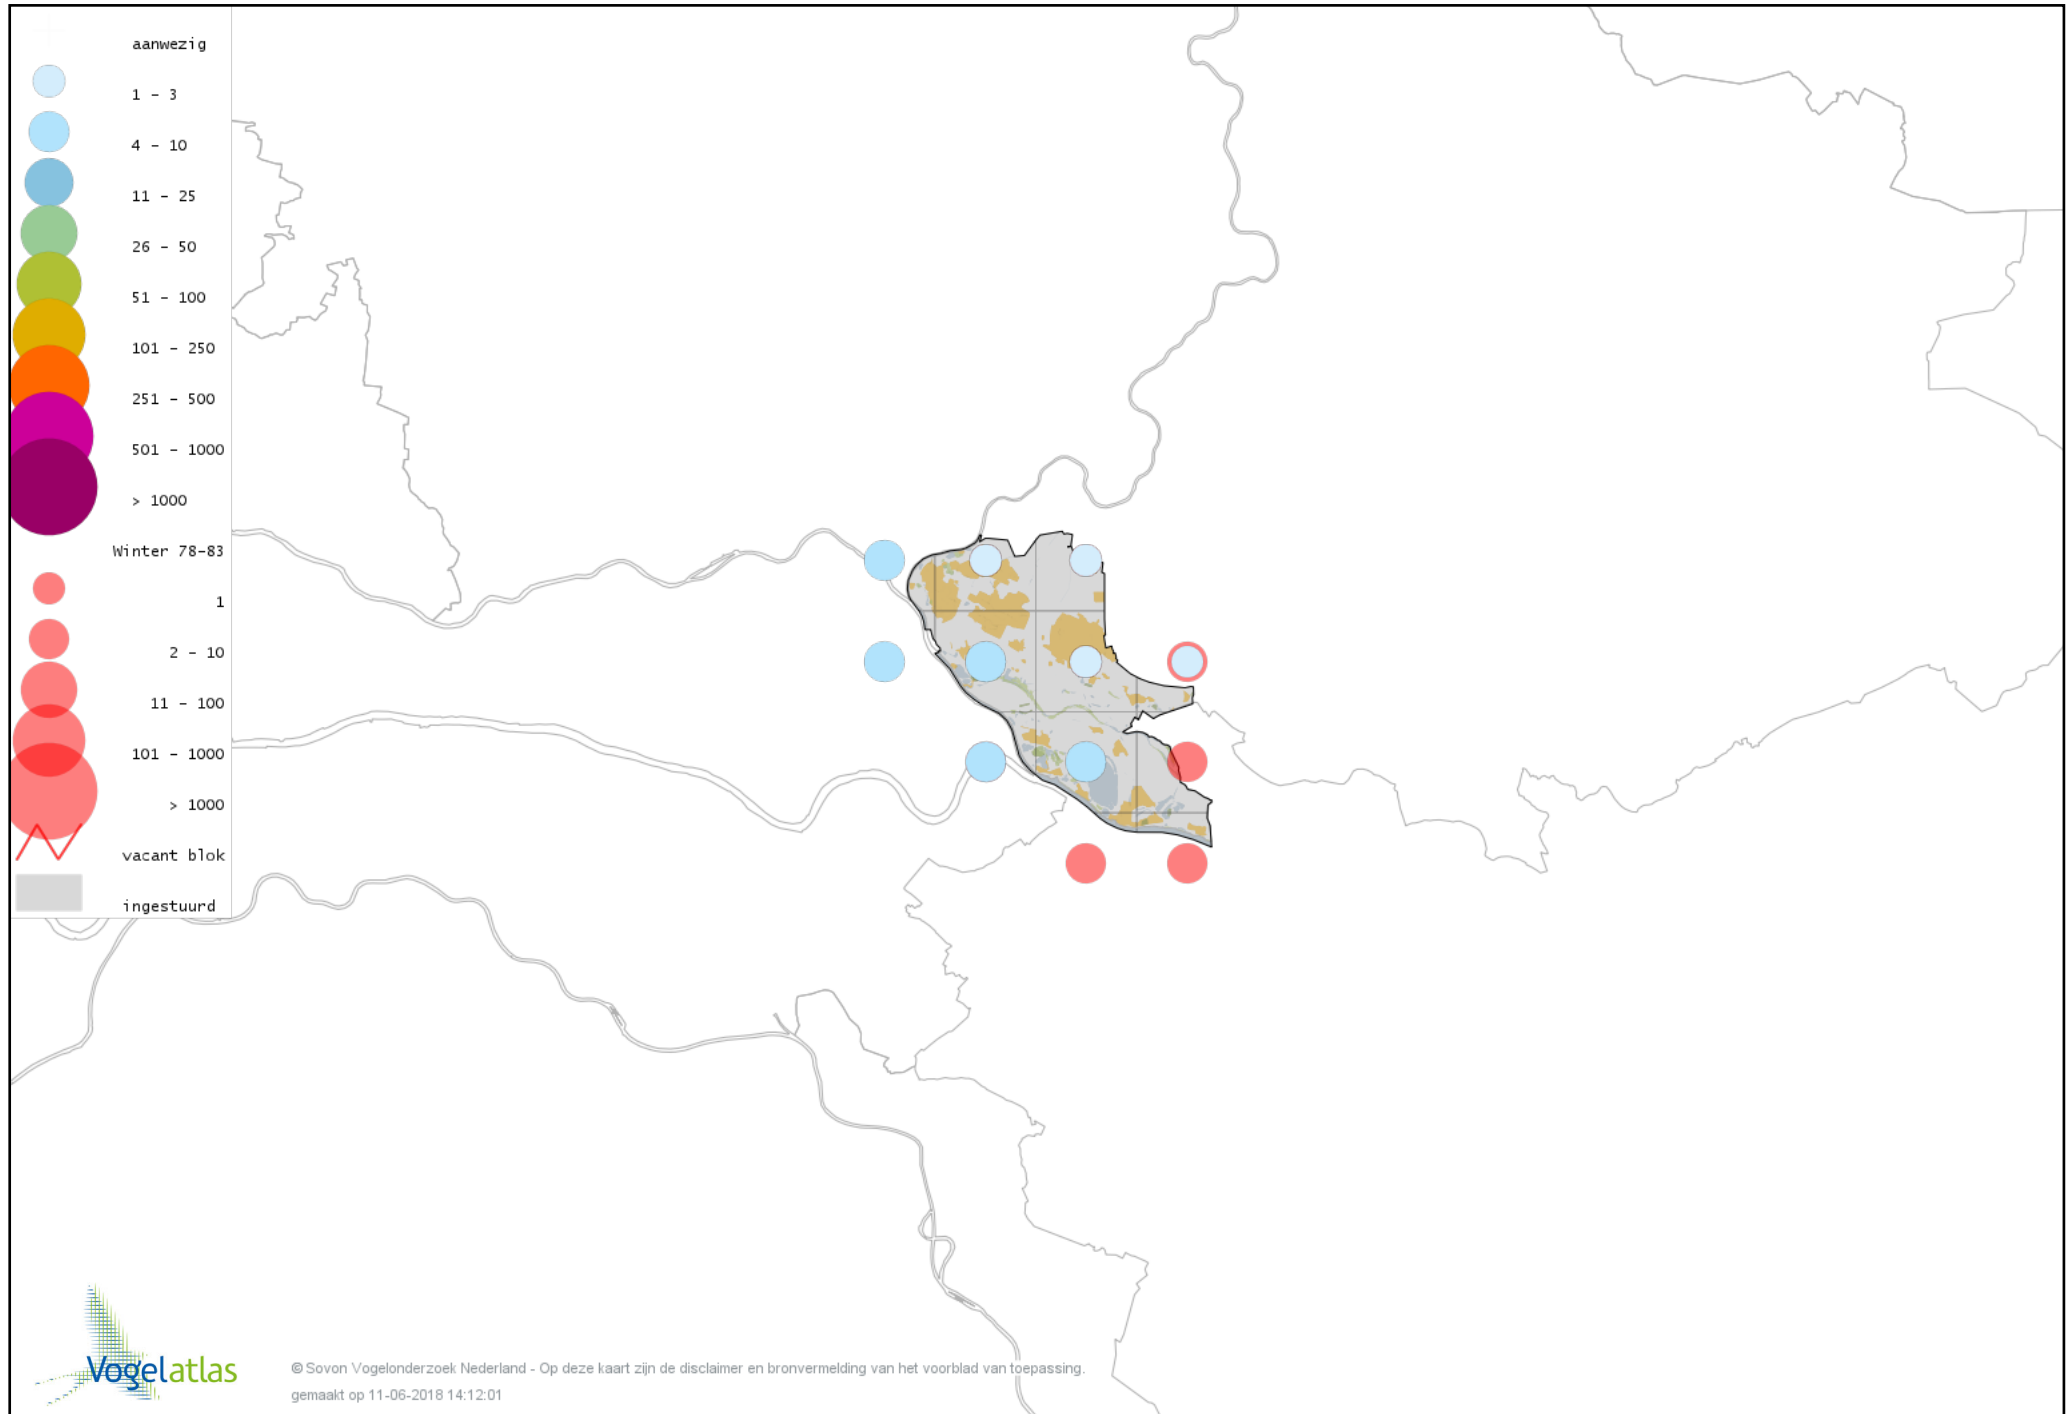 aanwezig
1 - 3
4 - 10
11 - 25
26 - 50
51 - 100
101 - 250
251 - 500
501 - 1000
> 1000
Winter 78-83
1
2 - 10
11 - 100
101 - 1000
> 1000
vacant blok
ingestuurd
Vogelatlas
© Sovon Vogelonderzoek Nederland - Op deze kaart zijn de disclaimer en bronvermelding van het voorblad van toepassing.
gemaakt op 11-06-2018 14:12:01